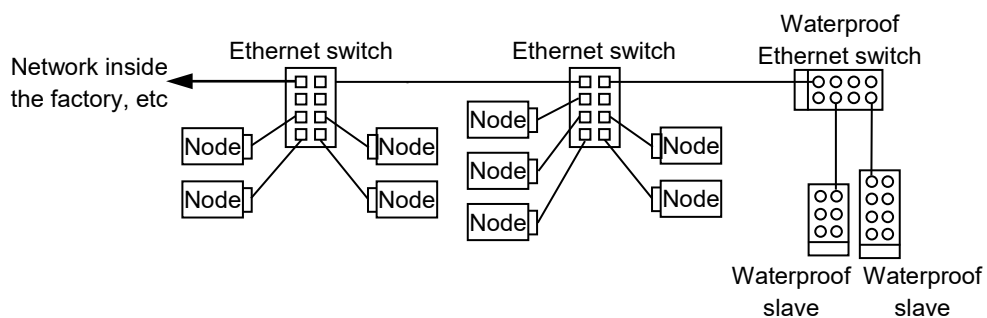 Waterproof
Ethernet switch
Ethernet switch
Ethernet switch
Network inside
the factory, etc
Node
Node
Node
Node
Node
Node
Node
Node
Node
Waterproof
slave
Waterproof
slave